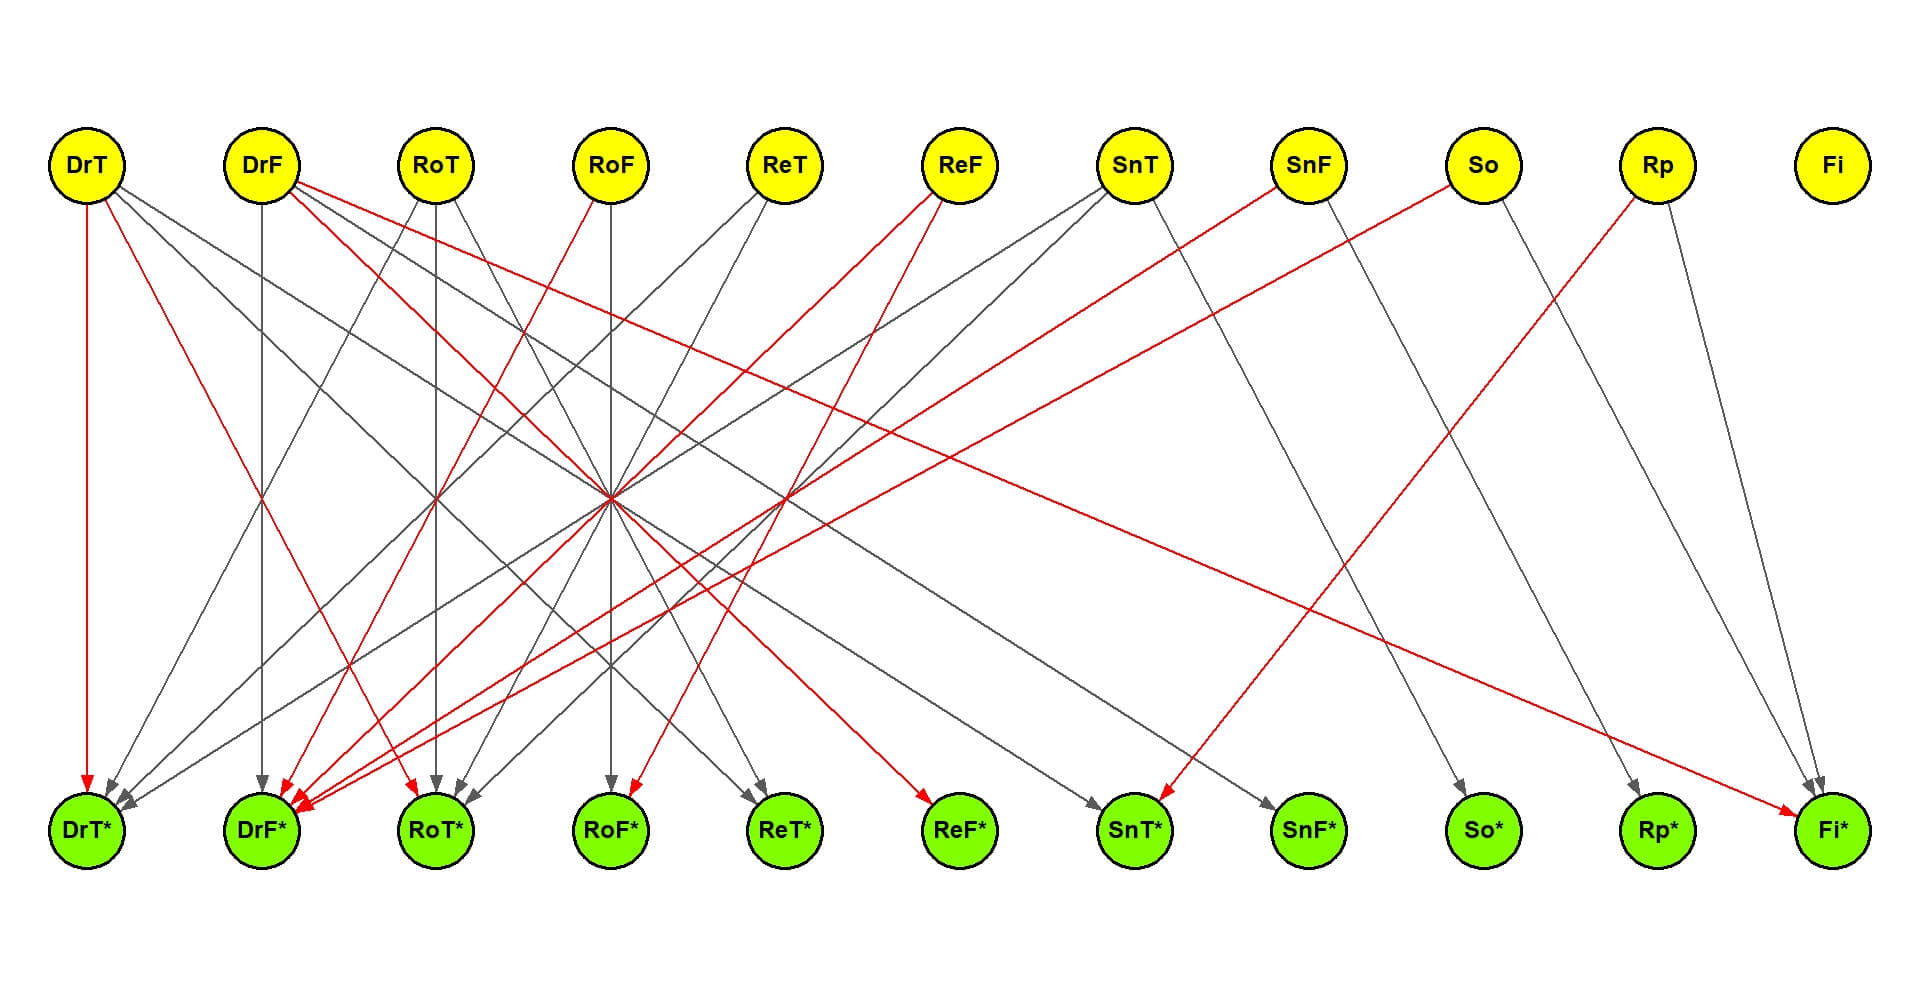 DrT DrF RoT RoF ReT ReF SnT SnF So Rp Fi
DrT* DrF* RoT* RoF* ReT* ReF* SnT* SnF* So* Rp* Fi*